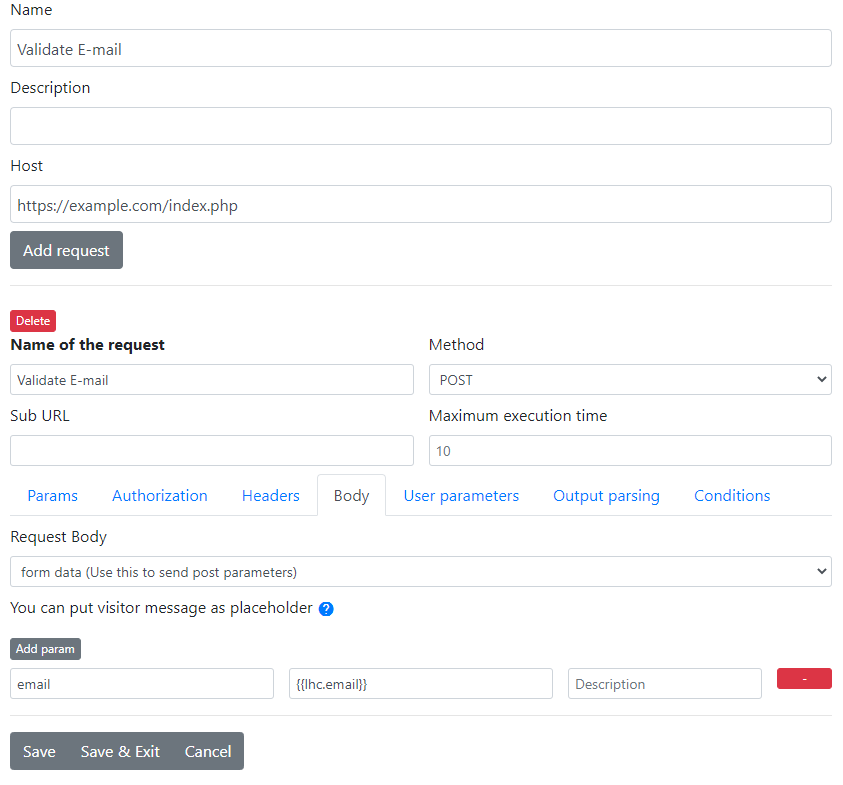 Name
Validate E-mail
Description
Host
https://example.com/index.php
Add request
Delete
Name of the request Method
Validate E-mail POST
Sub URL Maximum execution time
10
Params Authorization Headers Body User parameters Output parsing Conditions
Request Body
form data (Use this to send post parameters)
You can put visitor message as placeholder ?
Add param
email {{lhc.email}} Description -
Save Save & Exit Cancel